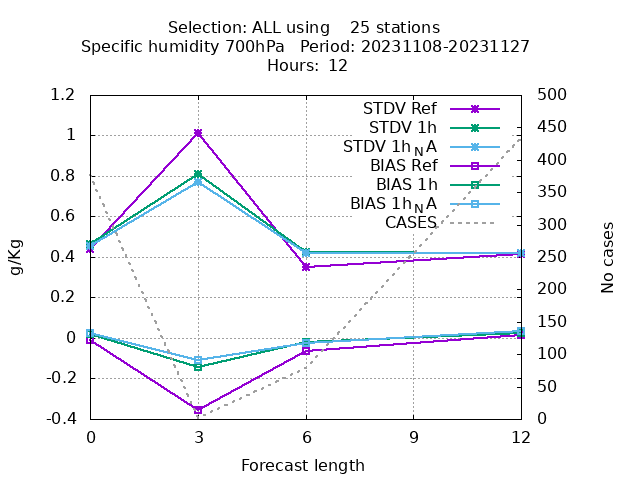 Selection: ALL using    25 stations
Specific humidity 700hPa   Period: 20231108-20231127
Hours: 12
STDV Ref
STDV 1h
STDV 1h_NA
BIAS Ref
BIAS 1h
BIAS 1h_NA
CASES
1.2
1
0.8
0.6
0.4
0.2
0
-0.2
-0.4
g/Kg
500
450
400
350
300
250
200
150
100
50
0
No cases
0 3 6 9 12
Forecast length